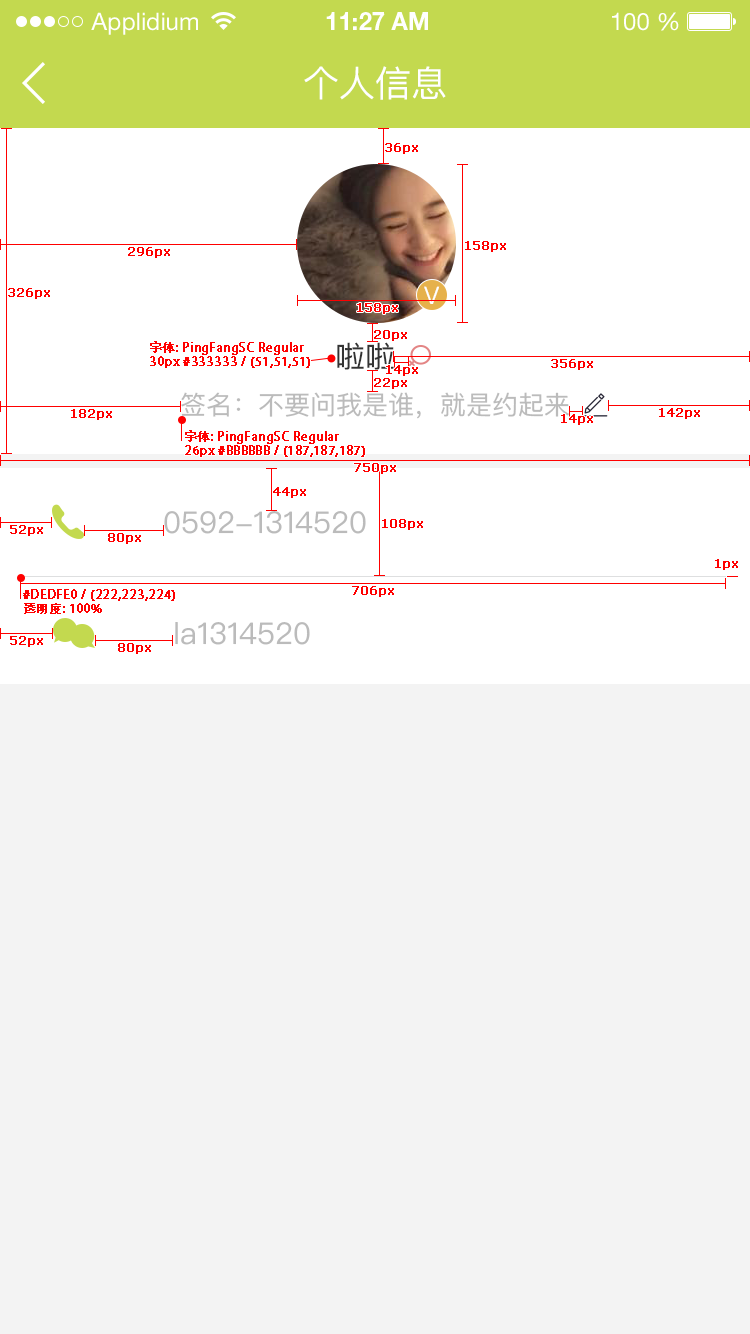 Applidium 11:27 AM 100 %
个人信息
36px
296px
158px
326px
V
158px
20px
字体: PingFangSC Regular
30px #333333 / (51,51,51)
啦啦
356px
14px
22px
签名：不要问我是谁，就是约起来
182px
14px
142px
字体: PingFangSC Regular
26px #BBBBBB / (187,187,187)
750px
44px
52px
80px
0592-1314520
108px
1px
706px
#DEDFE0 / (222,223,224)
透明度: 100%
52px
80px
la1314520